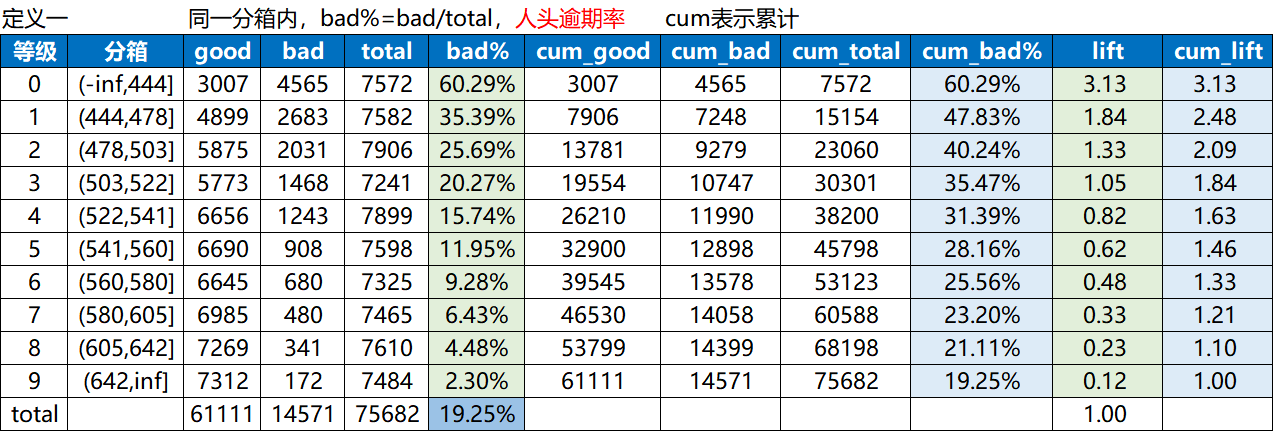 定义一 同一分箱内，bad%=bad/total，人头逾期率 cum表示累计
等级 分箱 good bad total bad% cum_good cum_bad cum_total cum_bad% lift cum_lift
0 (-inf,444] 3007 4565 7572 60.29% 3007 4565 7572 60.29% 3.13 3.13
1 (444,478] 4899 2683 7582 35.39% 7906 7248 15154 47.83% 1.84 2.48
2 (478,503] 5875 2031 7906 25.69% 13781 9279 23060 40.24% 1.33 2.09
3 (503,522] 5773 1468 7241 20.27% 19554 10747 30301 35.47% 1.05 1.84
4 (522,541] 6656 1243 7899 15.74% 26210 11990 38200 31.39% 0.82 1.63
5 (541,560] 6690 908 7598 11.95% 32900 12898 45798 28.16% 0.62 1.46
6 (560,580] 6645 680 7325 9.28% 39545 13578 53123 25.56% 0.48 1.33
7 (580,605] 6985 480 7465 6.43% 46530 14058 60588 23.20% 0.33 1.21
8 (605,642] 7269 341 7610 4.48% 53799 14399 68198 21.11% 0.23 1.10
9 (642,inf] 7312 172 7484 2.30% 61111 14571 75682 19.25% 0.12 1.00
total 61111 14571 75682 19.25% 1.00